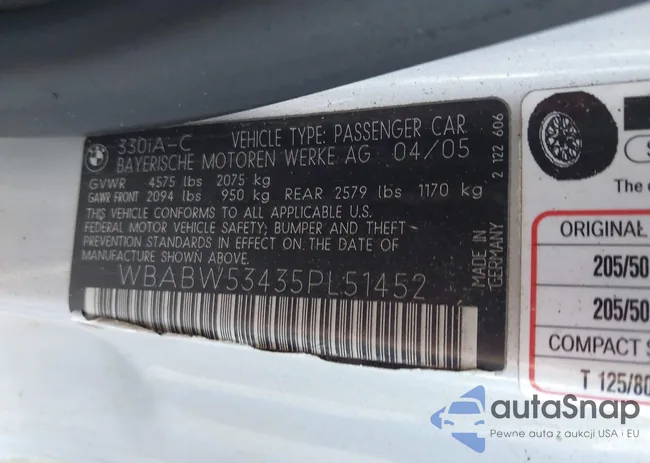 330iA-C VEHICLE TYPE: PASSENGER CAR
BAYERISCHE MOTOREN WERKE AG 04/05
GVWR 4575 lbs 2075 kg
GAWR FRONT 2094 lbs 950 kg REAR 2579 lbs 1170 kg
THIS VEHICLE CONFORMS TO ALL APPLICABLE U.S.
FEDERAL MOTOR VEHICLE SAFETY; BUMPER AND THEFT-
PREVENTION STANDARDS IN EFFECT ON THE DATE OF
MANUFACTURE SHOWN ABOVE.
WBABW53435PL51452
2 122 606
MADE IN
GERMANY
The
ORIGINAL
205/50
205/50
COMPACT S
T 125/80
autaSnap
Pewne auta z aukcji USA i EU